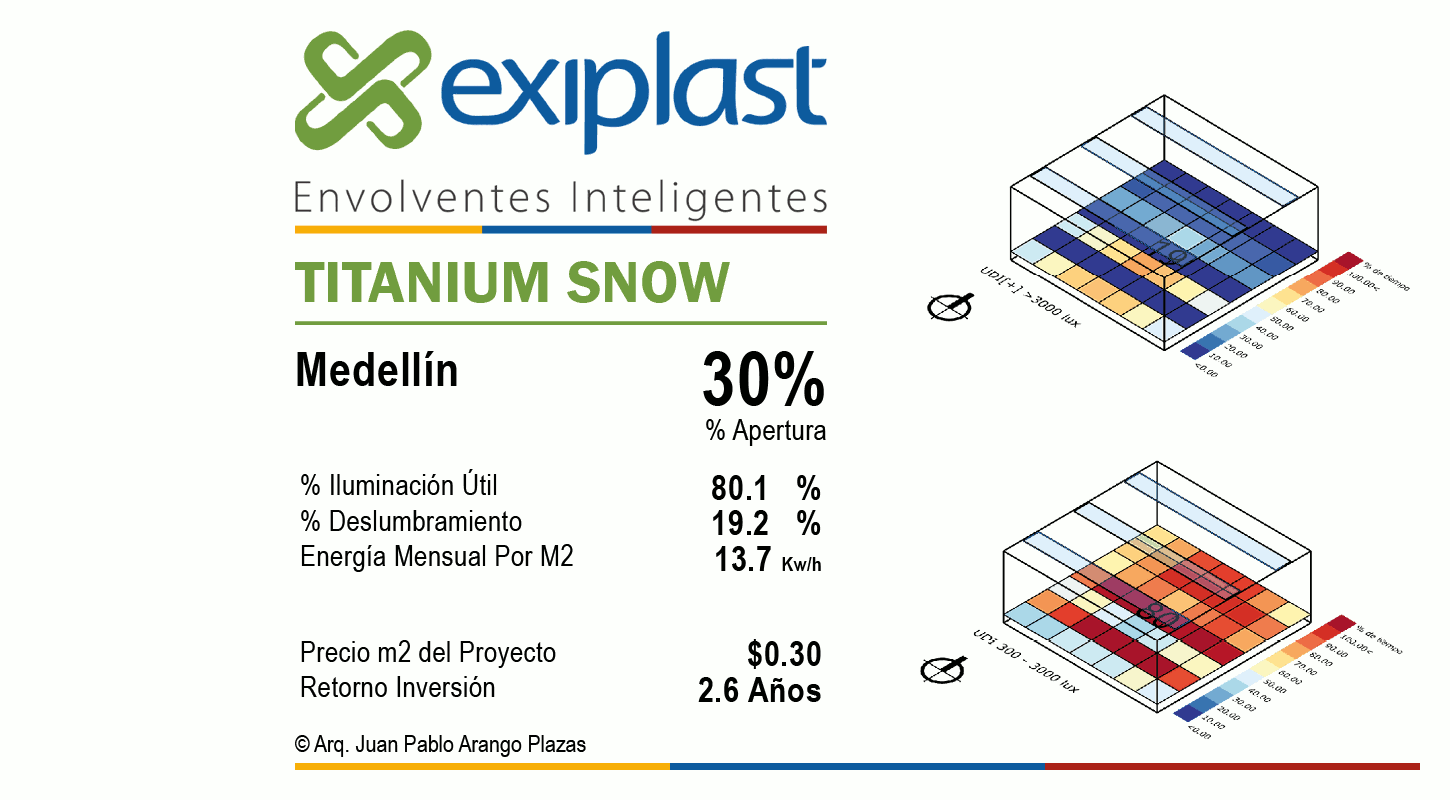 exiplast
Envolventes Inteligentes
TITANIUM SNOW
Medellín
30%
% Apertura
% Iluminación Útil 80.1 %
% Deslumbramiento 19.2 %
Energía Mensual Por M2 13.7 Kw/h
Precio m2 del Proyecto $0.30
Retorno Inversión 2.6 Años
© Arq. Juan Pablo Arango Plazas
19
UDI[+] >3000 lux
% de tiempo
100.00<
90.00
80.00
70.00
60.00
50.00
40.00
30.00
20.00
10.00
<0.00
80
UDI 300 - 3000 lux
% de tiempo
100.00<
90.00
80.00
70.00
60.00
50.00
40.00
30.00
20.00
10.00
<0.00